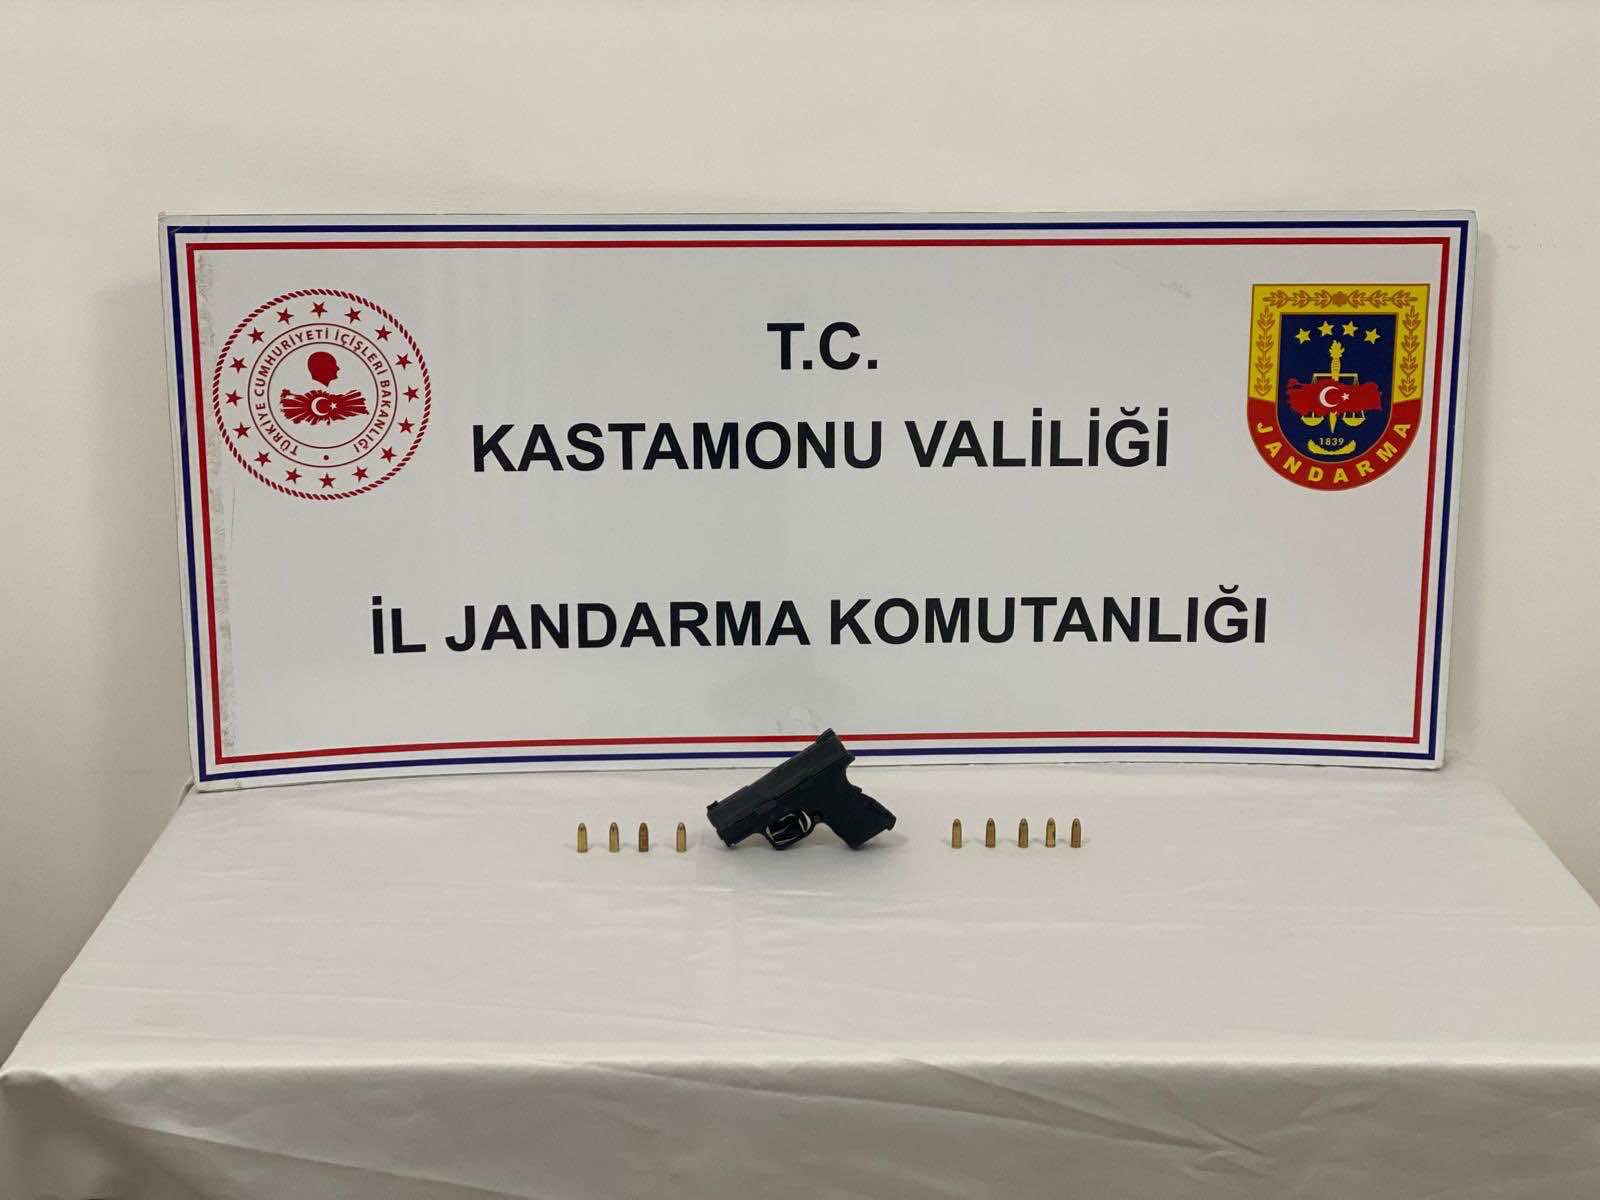 T.C.
KASTAMONU VALİLİĞİ
İL JANDARMA KOMUTANLIĞI
TÜRKİYE CUMHURİYETİ İÇİŞLERİ BAKANLIĞI
1839
JANDARMA